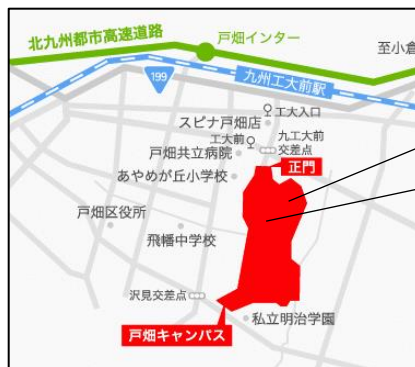 北九州都市高速道路
戸畑インター
至小倉
199
九州工大前駅
工大入口
スピナ戸畑店
工大前
九工大前
交差点
戸畑共立病院
正門
あやめが丘小学校
戸畑区役所
飛幡中学校
沢見交差点
私立明治学園
戸畑キャンパス